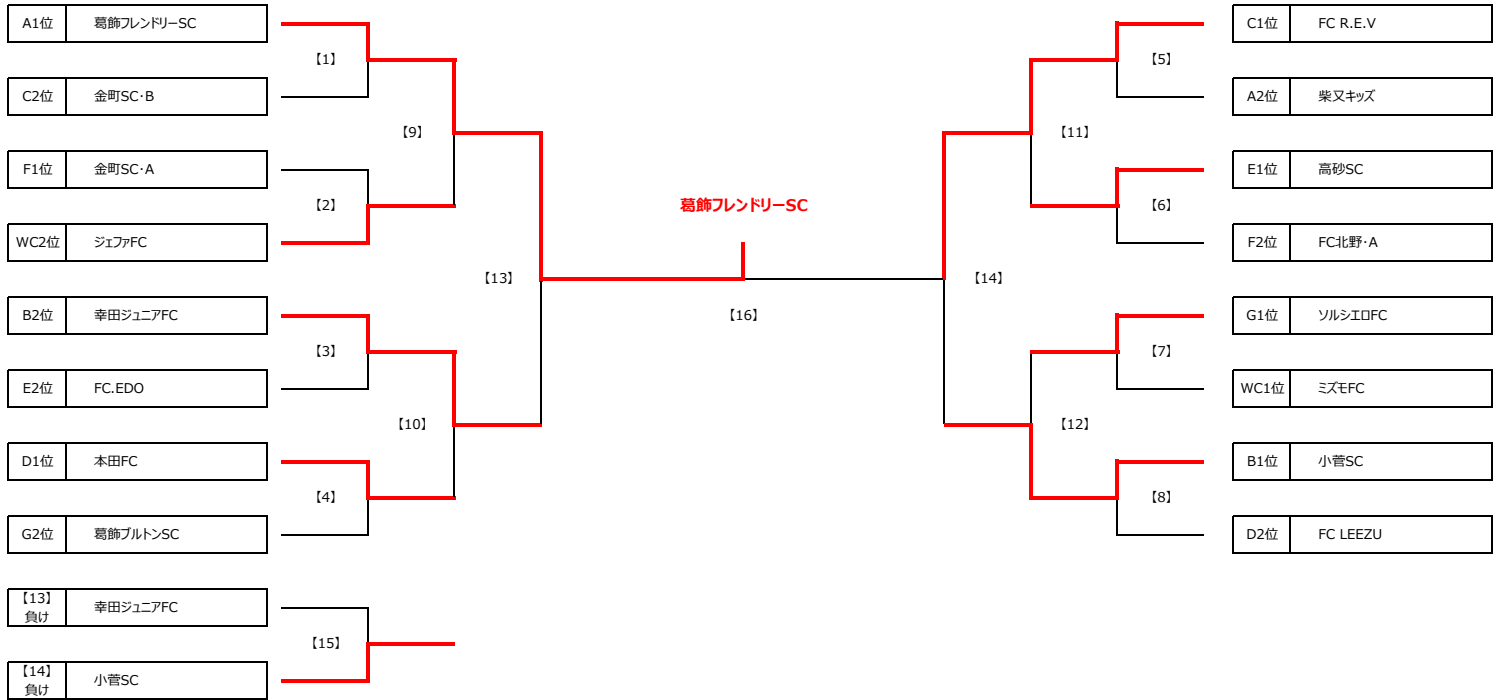 A1位 葛飾フレンドリーSC
【1】
C2位 金町SC・B
【9】
F1位 金町SC・A
【2】
WC2位 ジェファFC
【13】
B2位 幸田ジュニアFC
【3】
E2位 FC.EDO
【10】
D1位 本田FC
【4】
G2位 葛飾ブルトンSC
【13】
負け
幸田ジュニアFC
【15】
【14】
負け
小菅SC
葛飾フレンドリーSC
【16】
C1位 FC R.E.V
【5】
A2位 柴又キッズ
【11】
E1位 高砂SC
【6】
F2位 FC北野・A
【14】
G1位 ソルシエロFC
【7】
WC1位 ミズモFC
【12】
B1位 小菅SC
【8】
D2位 FC LEEZU